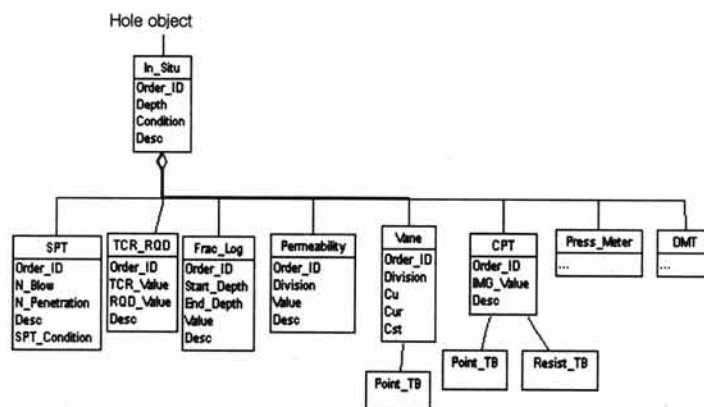 Hole object
In_Situ
Order_ID
Depth
Condition
Desc
SPT
Order_ID
N_Blow
N_Penetration
Desc
SPT_Condition
TCR_RQD
Order_ID
TCR_Value
RQD_Value
Desc
Frac_Log
Order_ID
Start_Depth
End_Depth
Value
Desc
Permeability
Order_ID
Division
Value
Desc
Vane
Order_ID
Division
Cu
Cur
Cst
CPT
Order_ID
IMG_Value
Desc
Press_Meter
...
DMT
...
Point_TB
Point_TB
Resist_TB